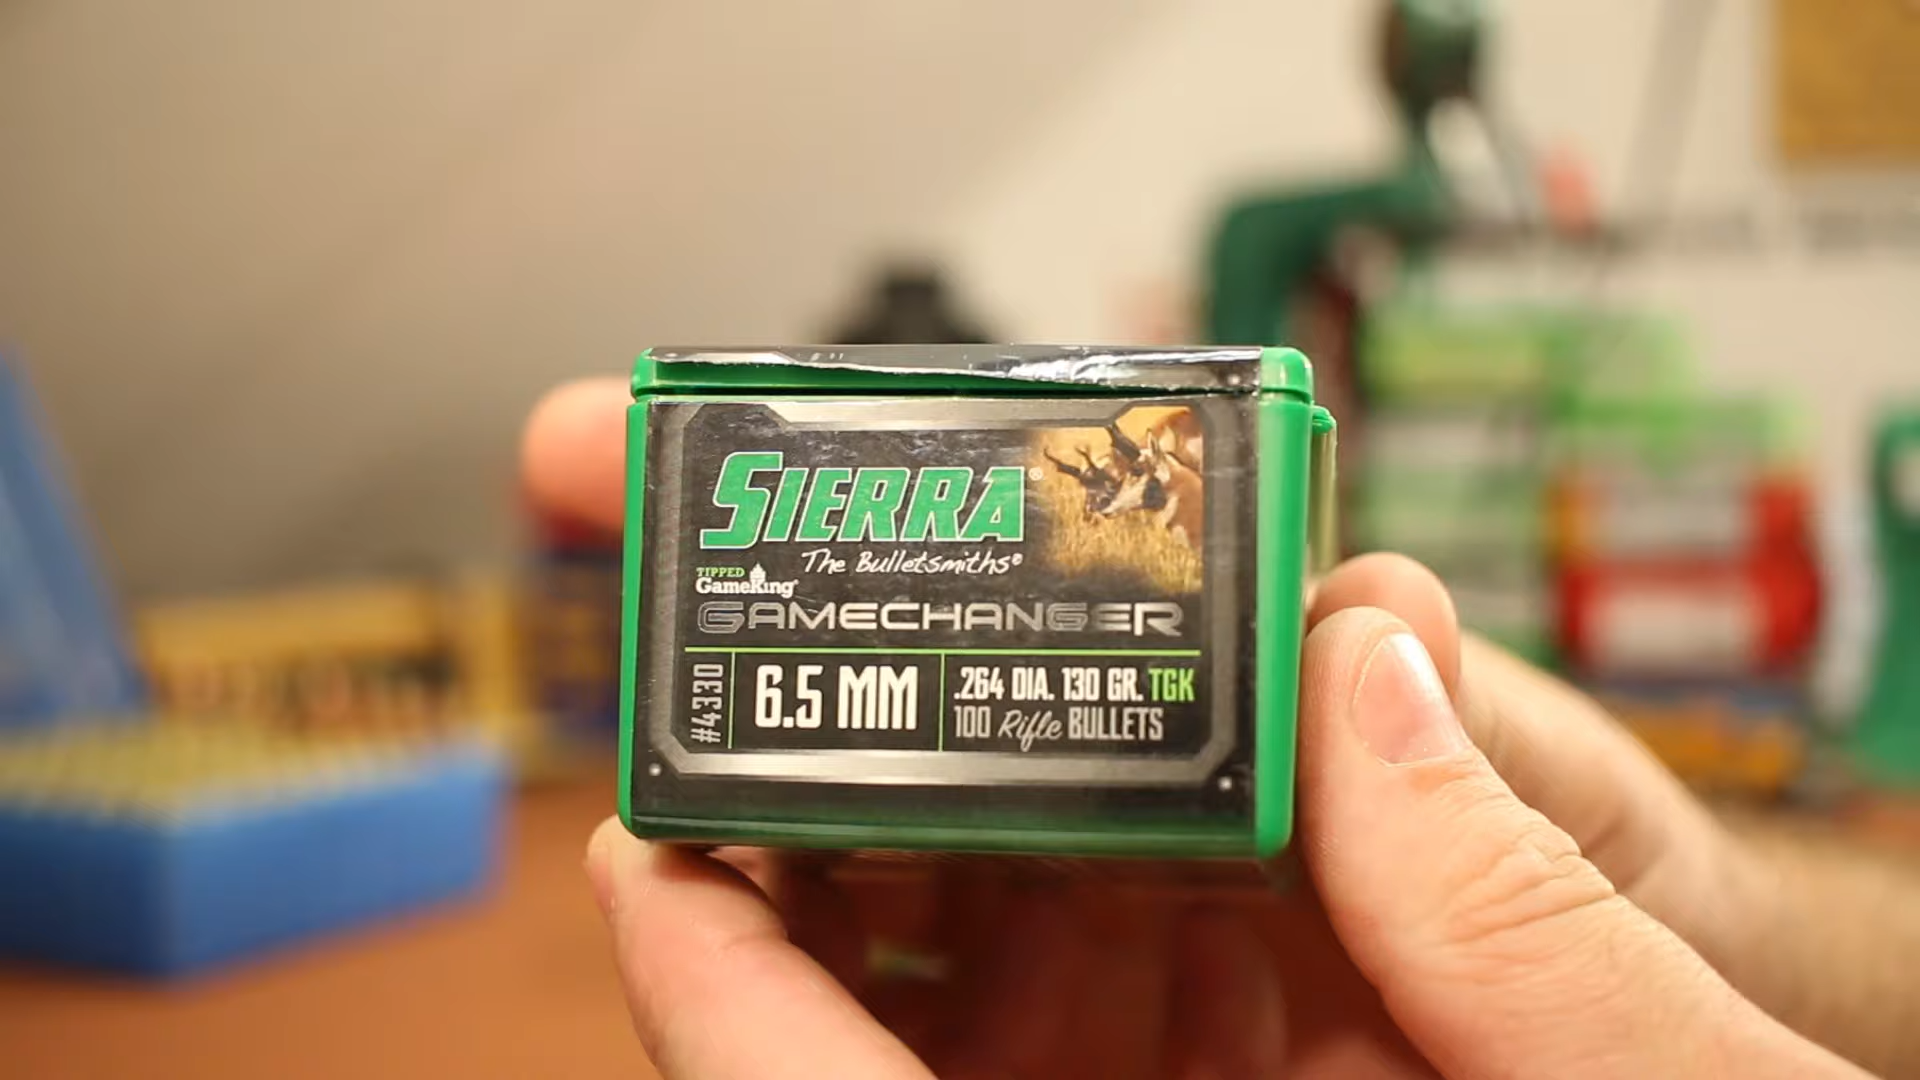 SIERRA®
The Bulletsmiths®
TIPPED
GameKing®
GAMECHANGER
#4330
6.5 MM
.264 DIA. 130 GR. TGK
100 Rifle BULLETS